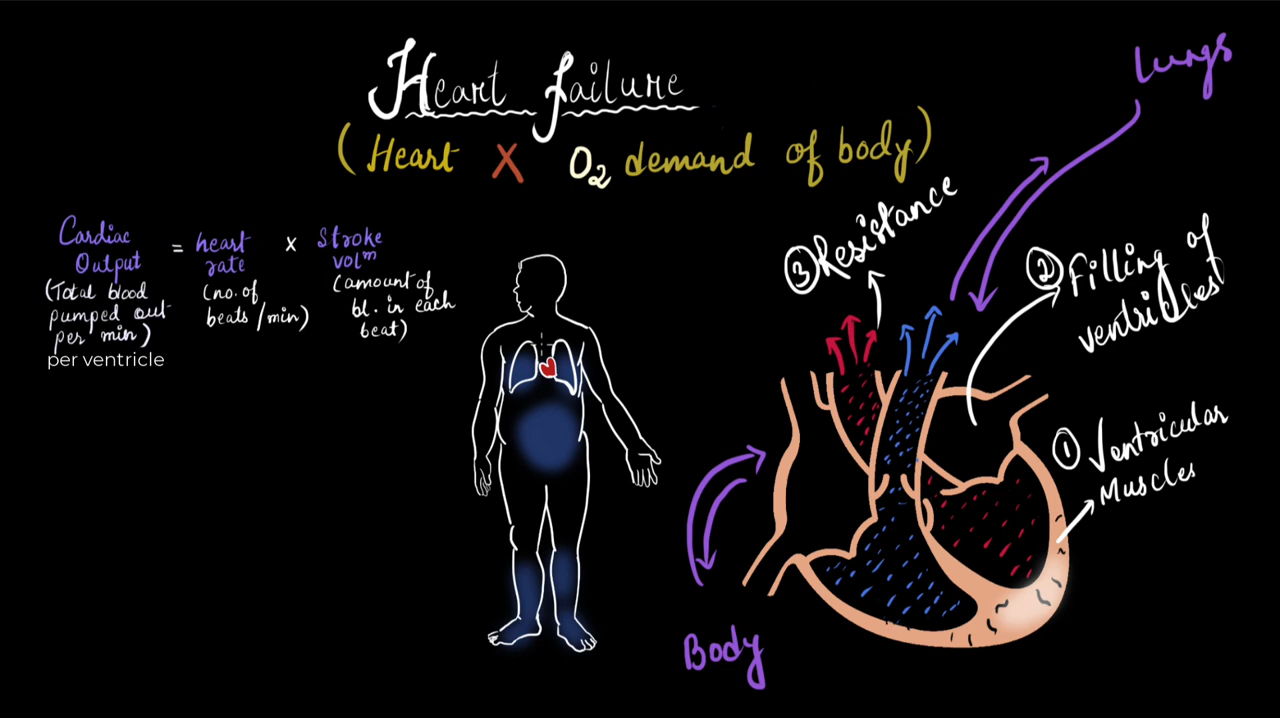 Heart failure
(Heart X O2 demand of body)
Lungs
Cardiac Output = heart rate x Stroke volᵐ
(Total blood pumped out per min)
per ventricle
(no. of beats/min)
(amount of bl. in each beat)
③ Resistance
② Filling of ventricles
① Ventricular Muscles
Body